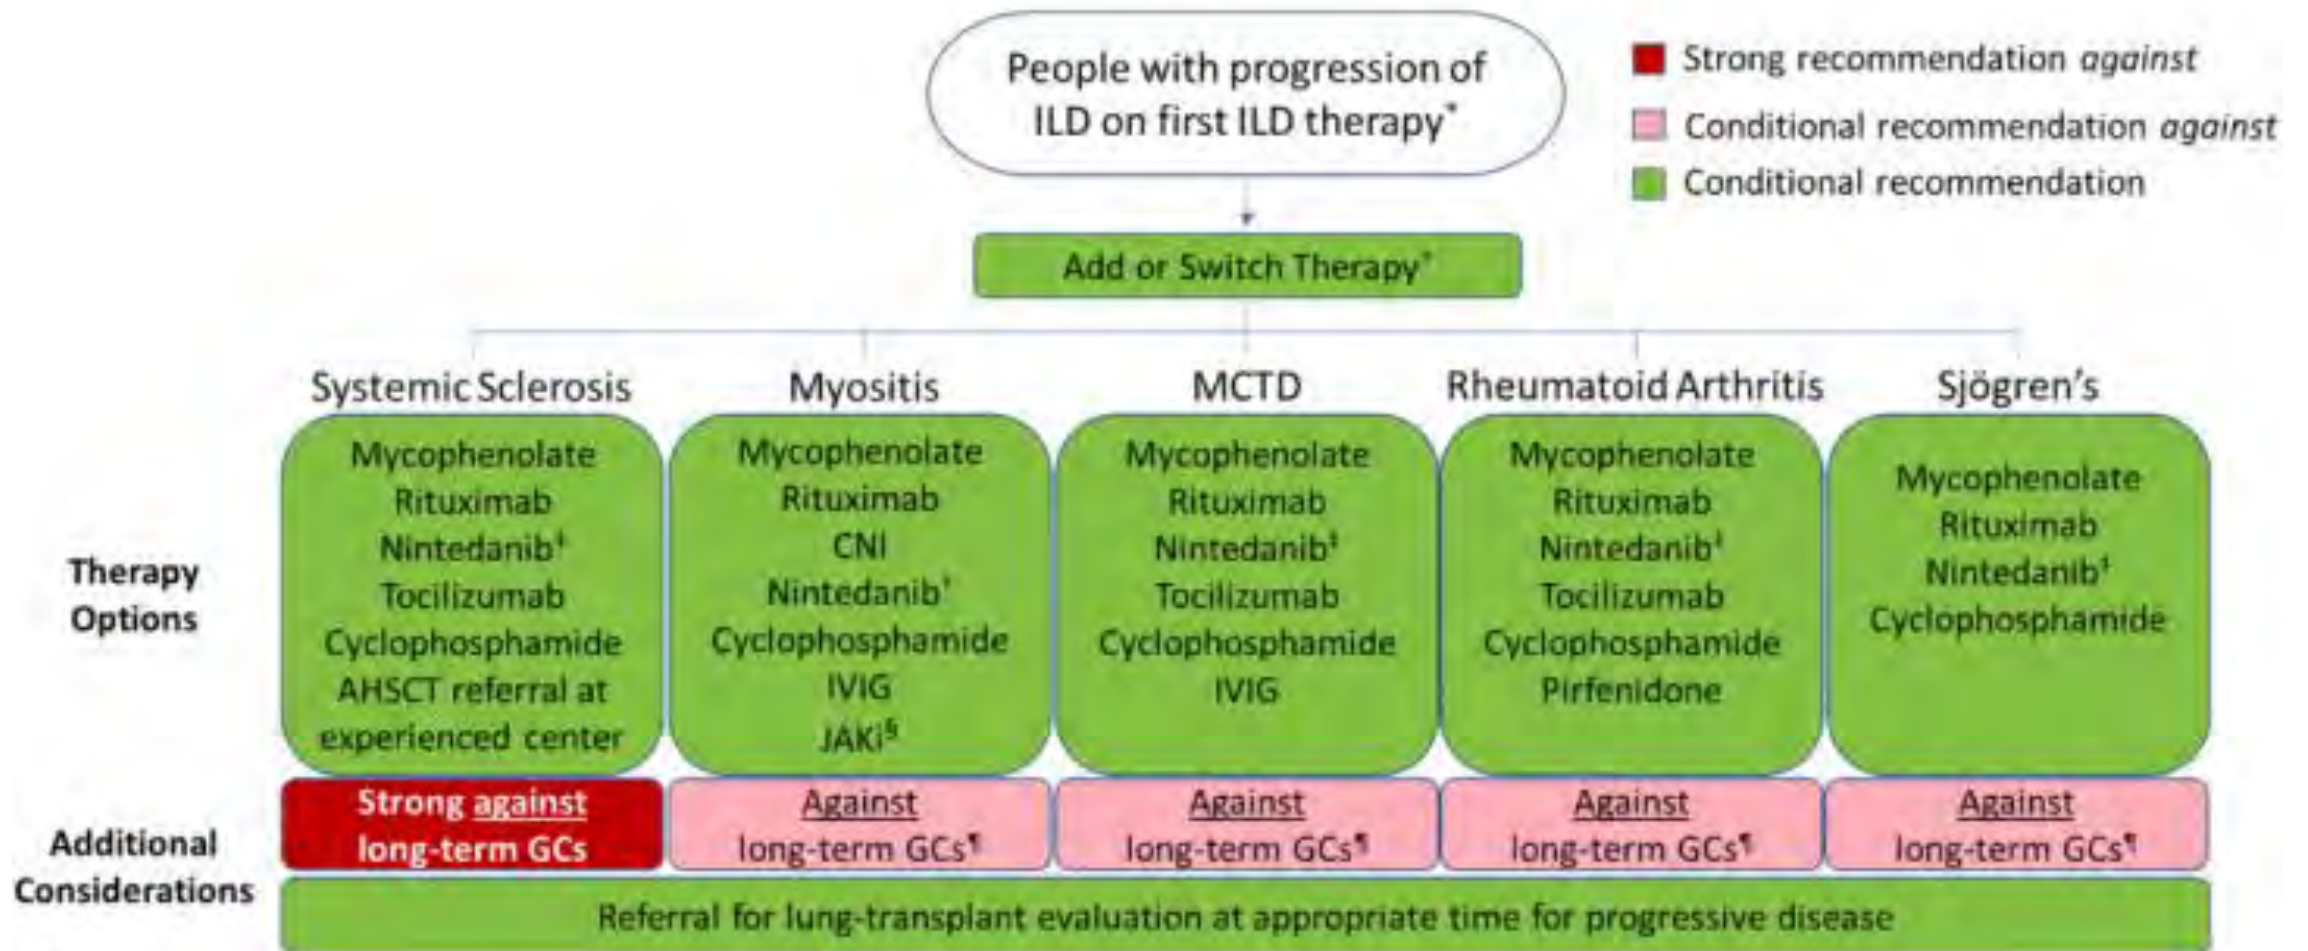 People with progression of
ILD on first ILD therapy*
Strong recommendation against
Conditional recommendation against
Conditional recommendation
Add or Switch Therapy†
Systemic Sclerosis
Mycophenolate
Rituximab
Nintedanib‡
Tocilizumab
Cyclophosphamide
AHSCT referral at
experienced center
Myositis
Mycophenolate
Rituximab
CNI
Nintedanib‡
Cyclophosphamide
IVIG
JAKi§
MCTD
Mycophenolate
Rituximab
Nintedanib‡
Tocilizumab
Cyclophosphamide
IVIG
Rheumatoid Arthritis
Mycophenolate
Rituximab
Nintedanib‡
Tocilizumab
Cyclophosphamide
Pirfenidone
Sjögren's
Mycophenolate
Rituximab
Nintedanib‡
Cyclophosphamide
Therapy
Options
Strong against
long-term GCs
Against
long-term GCs¶
Against
long-term GCs¶
Against
long-term GCs¶
Against
long-term GCs¶
Additional
Considerations
Referral for lung-transplant evaluation at appropriate time for progressive disease